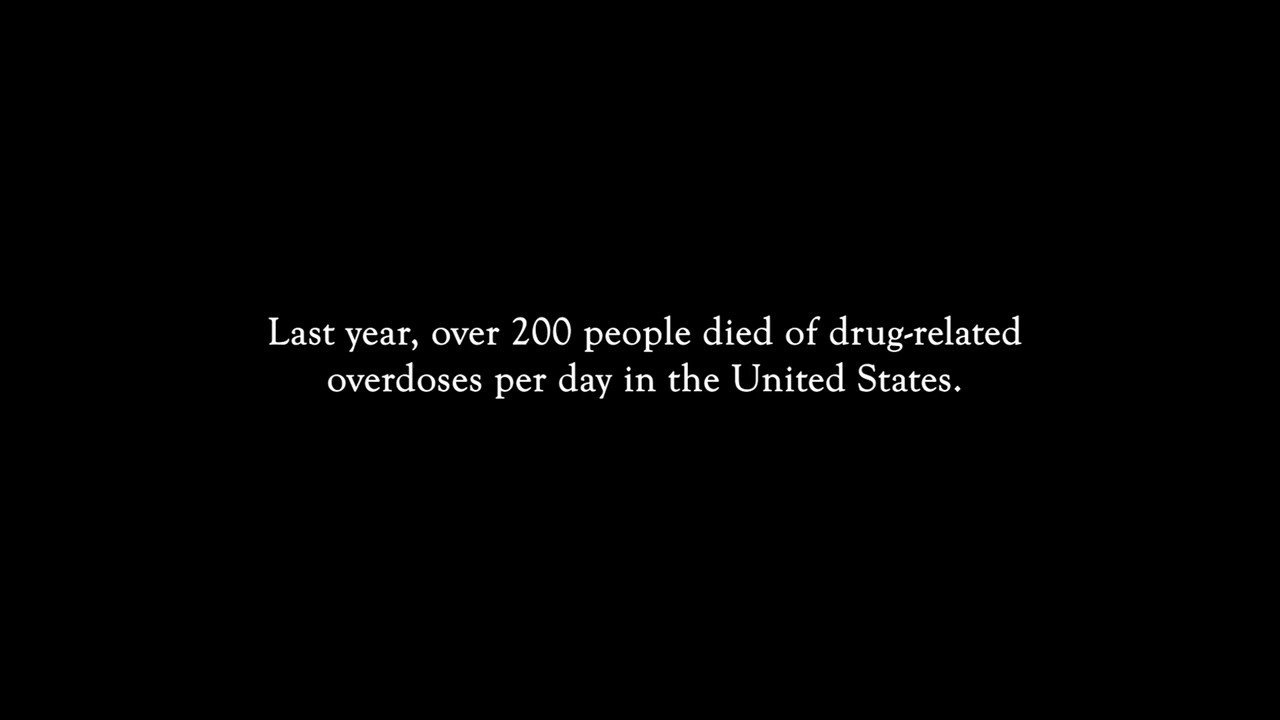 Last year, over 200 people died of drug-related
overdoses per day in the United States.